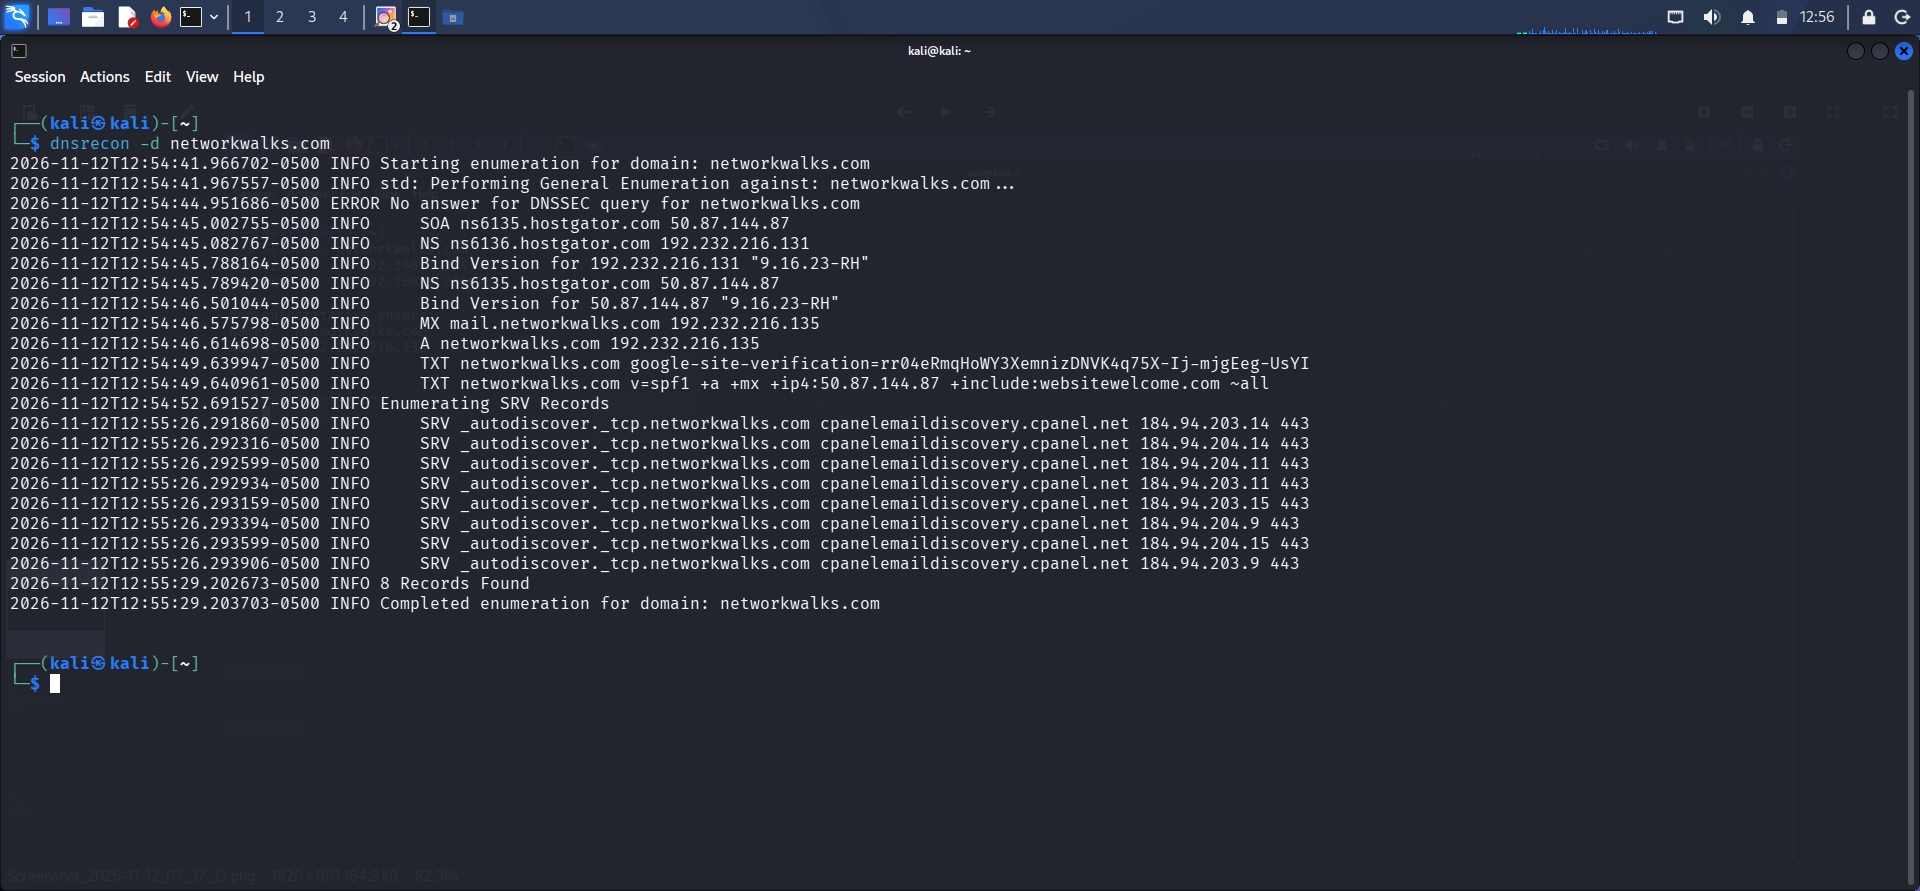 1 2 3 4 2 12:56
kali@kali: ~
Session Actions Edit View Help
┌──(kali㉿kali)-[~]
└─$ dnsrecon -d networkwalks.com
2026-11-12T12:54:41.966702-0500 INFO Starting enumeration for domain: networkwalks.com
2026-11-12T12:54:41.967557-0500 INFO std: Performing General Enumeration against: networkwalks.com...
2026-11-12T12:54:44.951686-0500 ERROR No answer for DNSSEC query for networkwalks.com
2026-11-12T12:54:45.002755-0500 INFO     SOA ns6135.hostgator.com 50.87.144.87
2026-11-12T12:54:45.082767-0500 INFO     NS ns6136.hostgator.com 192.232.216.131
2026-11-12T12:54:45.788164-0500 INFO     Bind Version for 192.232.216.131 "9.16.23-RH"
2026-11-12T12:54:45.789420-0500 INFO     NS ns6135.hostgator.com 50.87.144.87
2026-11-12T12:54:46.501044-0500 INFO     Bind Version for 50.87.144.87 "9.16.23-RH"
2026-11-12T12:54:46.575798-0500 INFO     MX mail.networkwalks.com 192.232.216.135
2026-11-12T12:54:46.614698-0500 INFO     A networkwalks.com 192.232.216.135
2026-11-12T12:54:49.639947-0500 INFO     TXT networkwalks.com google-site-verification=rr04eRmqHoWY3XemnizDNVK4q75X-Ij-mjgEeg-UsYI
2026-11-12T12:54:49.640961-0500 INFO     TXT networkwalks.com v=spf1 +a +mx +ip4:50.87.144.87 +include:websitewelcome.com ~all
2026-11-12T12:54:52.691527-0500 INFO Enumerating SRV Records
2026-11-12T12:55:26.291860-0500 INFO     SRV _autodiscover._tcp.networkwalks.com cpanelemaildiscovery.cpanel.net 184.94.203.14 443
2026-11-12T12:55:26.292316-0500 INFO     SRV _autodiscover._tcp.networkwalks.com cpanelemaildiscovery.cpanel.net 184.94.204.14 443
2026-11-12T12:55:26.292599-0500 INFO     SRV _autodiscover._tcp.networkwalks.com cpanelemaildiscovery.cpanel.net 184.94.204.11 443
2026-11-12T12:55:26.292934-0500 INFO     SRV _autodiscover._tcp.networkwalks.com cpanelemaildiscovery.cpanel.net 184.94.203.11 443
2026-11-12T12:55:26.293159-0500 INFO     SRV _autodiscover._tcp.networkwalks.com cpanelemaildiscovery.cpanel.net 184.94.203.15 443
2026-11-12T12:55:26.293394-0500 INFO     SRV _autodiscover._tcp.networkwalks.com cpanelemaildiscovery.cpanel.net 184.94.204.9 443
2026-11-12T12:55:26.293599-0500 INFO     SRV _autodiscover._tcp.networkwalks.com cpanelemaildiscovery.cpanel.net 184.94.204.15 443
2026-11-12T12:55:26.293906-0500 INFO     SRV _autodiscover._tcp.networkwalks.com cpanelemaildiscovery.cpanel.net 184.94.203.9 443
2026-11-12T12:55:29.202673-0500 INFO 8 Records Found
2026-11-12T12:55:29.203703-0500 INFO Completed enumeration for domain: networkwalks.com
┌──(kali㉿kali)-[~]
└─$
Screenshot_2026-11-12_07_37_13.png 1920 x 891 164.3 kB 82.3%